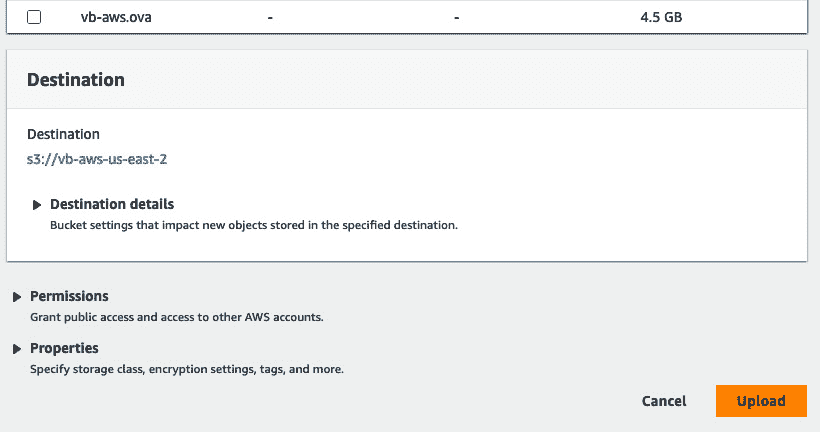 vb-aws.ova - - 4.5 GB
Destination
Destination
s3://vb-aws-us-east-2
Destination details
Bucket settings that impact new objects stored in the specified destination.
Permissions
Grant public access and access to other AWS accounts.
Properties
Specify storage class, encryption settings, tags, and more.
Cancel Upload